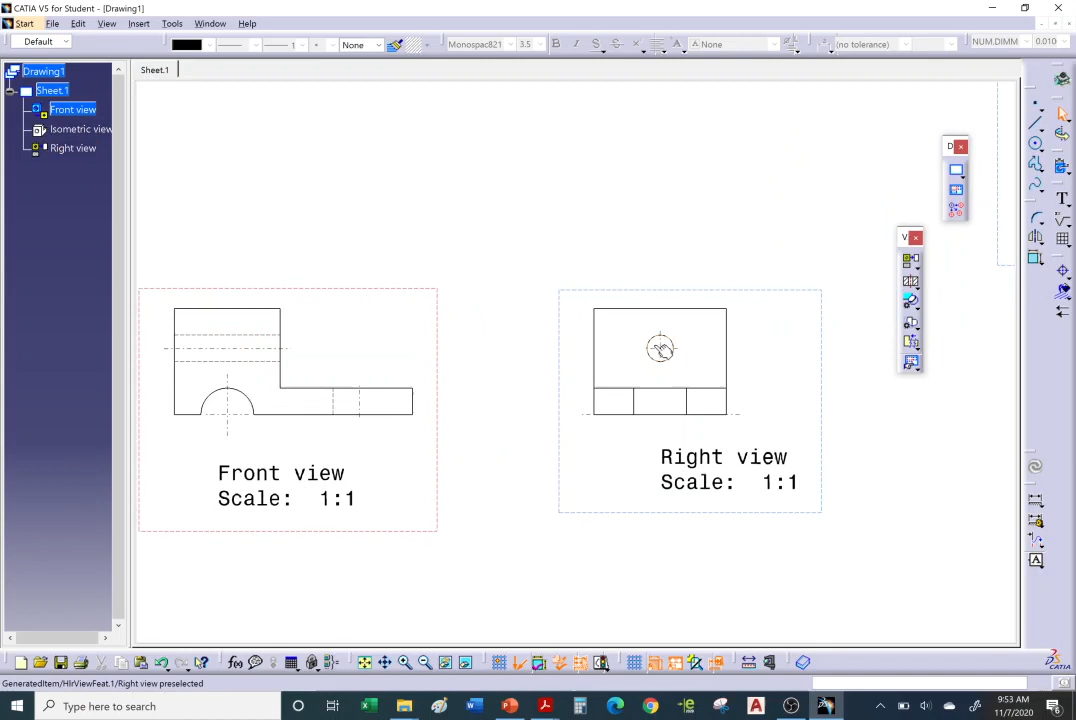 CATIA V5 for Student - [Drawing1]
Start File Edit View Insert Tools Window Help
Default 1 None Monospac821 3.5 B I S S A None (no tolerance) NUM.DIMM 0.010
Drawing1
Sheet.1
Front view
Isometric view
Right view
Sheet.1
D
V
T
Front view
Scale: 1:1
Right view
Scale: 1:1
A
f(x)
GeneratedItem/HlrViewFeat.1/Right view preselected
CATIA
Type here to search
9:53 AM
11/7/2020
6